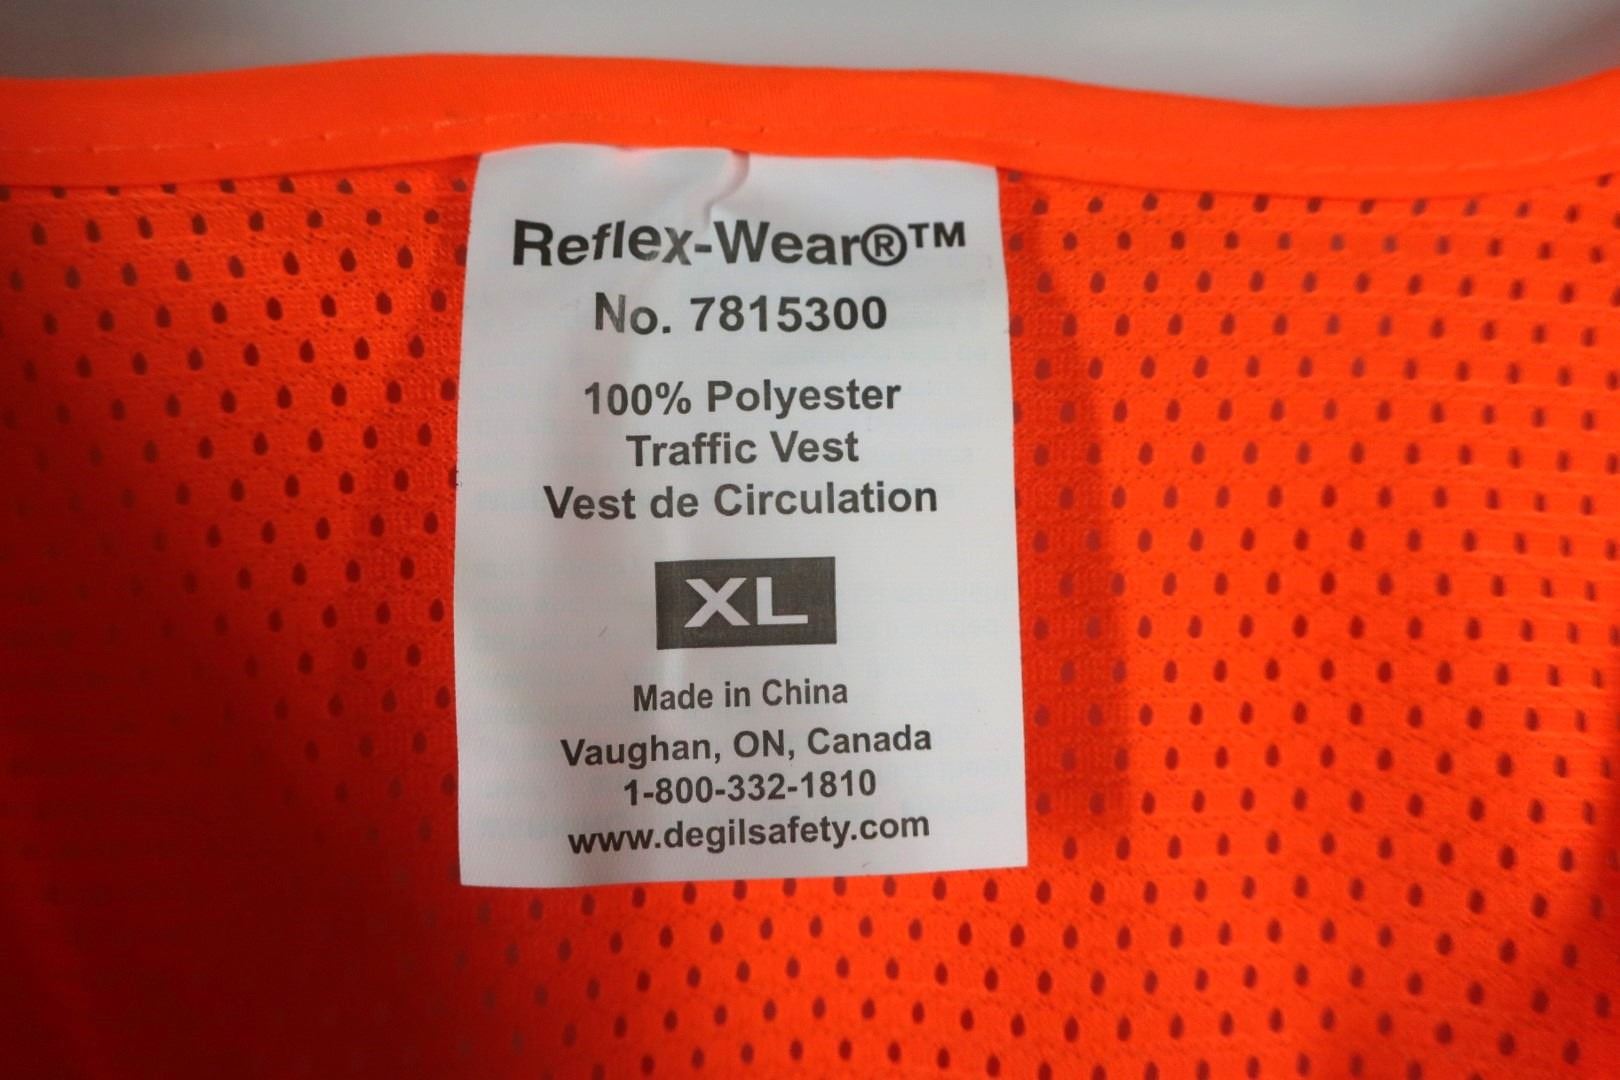 Reflex-Wear®™
No. 7815300
100% Polyester
Traffic Vest
Vest de Circulation
XL
Made in China
Vaughan, ON, Canada
1-800-332-1810
www.degilsafety.com